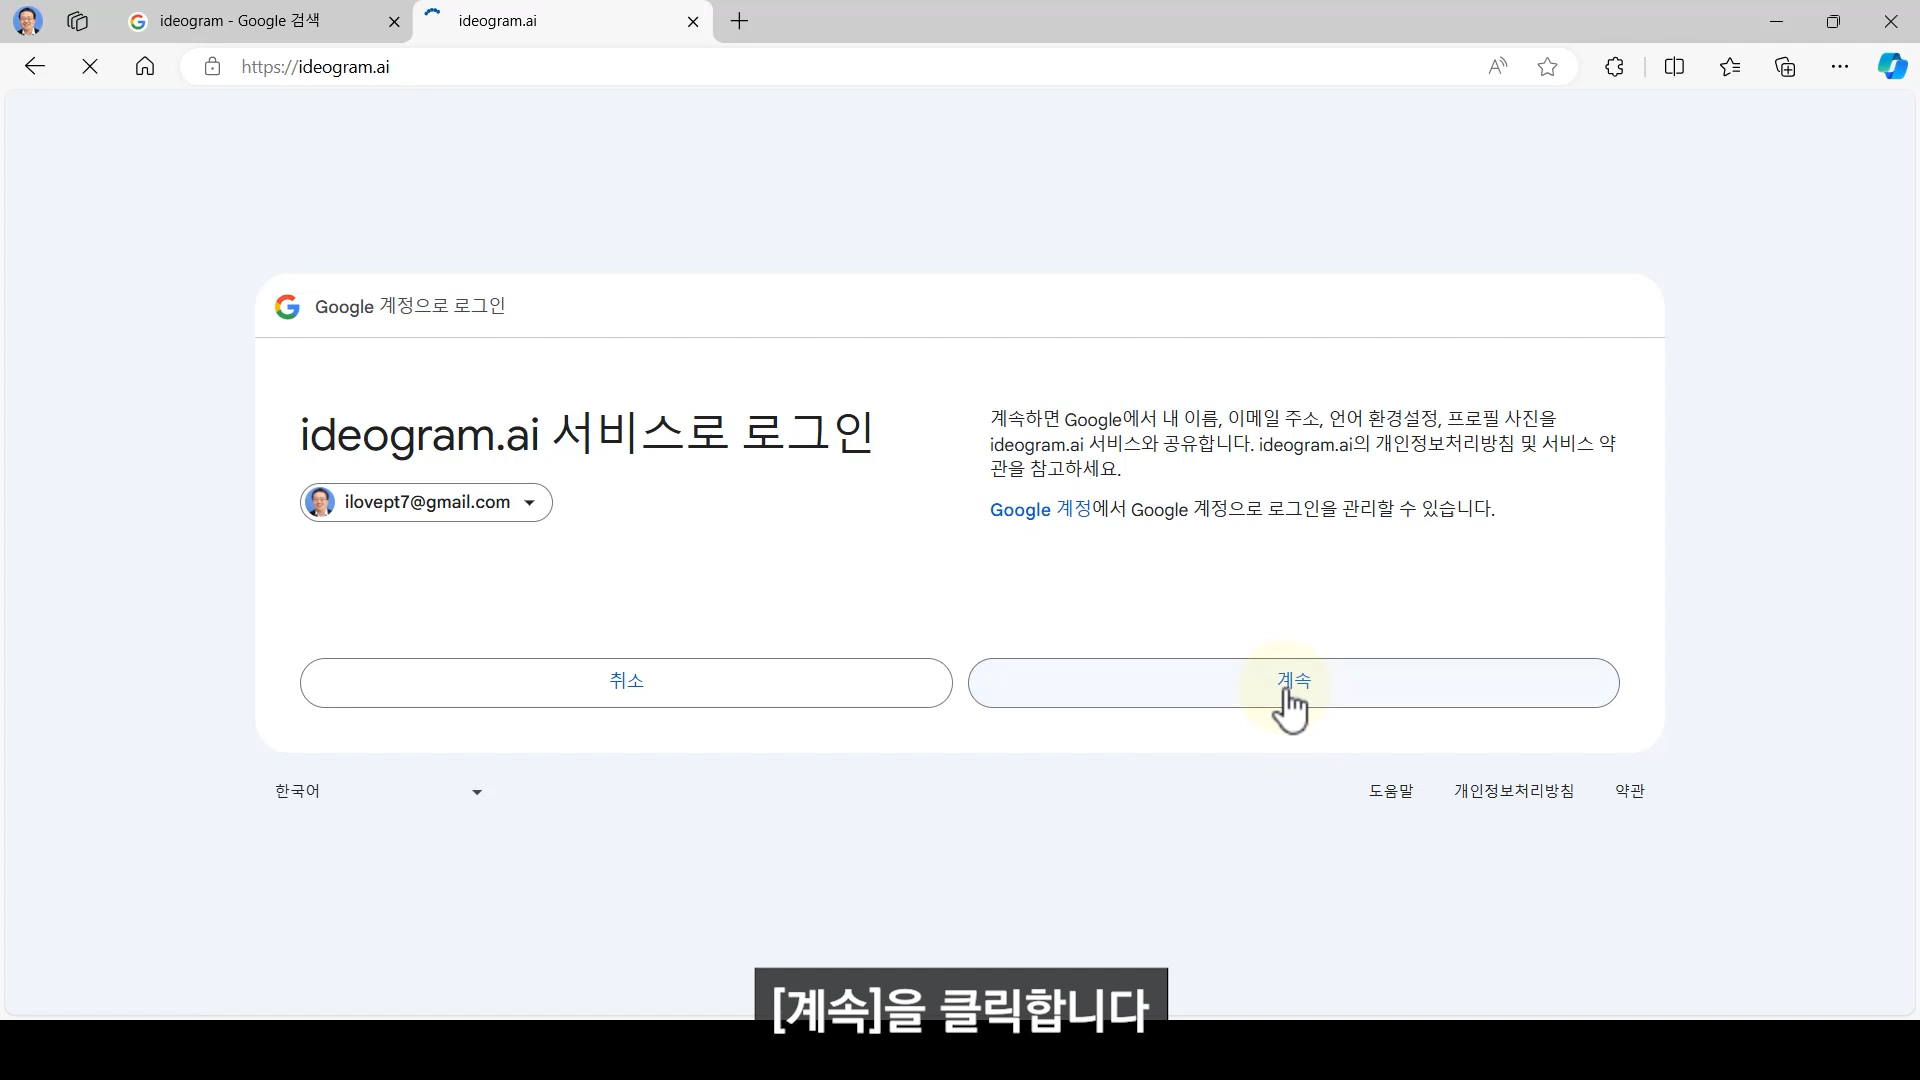 ideogram - Google 검색
ideogram.ai
https://ideogram.ai
Google 계정으로 로그인
ideogram.ai 서비스로 로그인
ilovept7@gmail.com
계속하면 Google에서 내 이름, 이메일 주소, 언어 환경설정, 프로필 사진을
ideogram.ai 서비스와 공유합니다. ideogram.ai의 개인정보처리방침 및 서비스 약
관을 참고하세요.
Google 계정에서 Google 계정으로 로그인을 관리할 수 있습니다.
취소
계속
한국어
도움말
개인정보처리방침
약관
[계속]을 클릭합니다